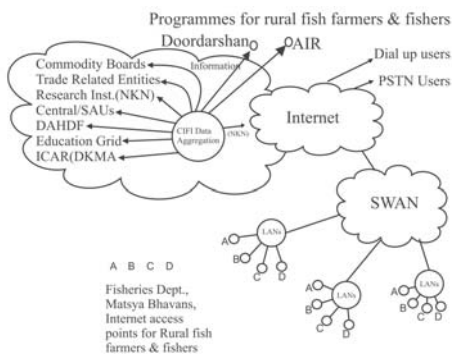 Programmes for rural fish farmers & fishers
Doordarshan
AIR
Information
Commodity Boards
Trade Related Entities
Research Inst.(NKN)
Central/SAUs
DAHDF
Education Grid
ICAR(DKMA
CIFI Data
Aggregation
(NKN)
Dial up users
PSTN Users
Internet
SWAN
LANs
A
B
C
D
LANs
A
B
C
D
LANs
A
B
C
D
A B C D
Fisheries Dept.,
Matsya Bhavans,
Internet access
points for Rural fish
farmers & fishers